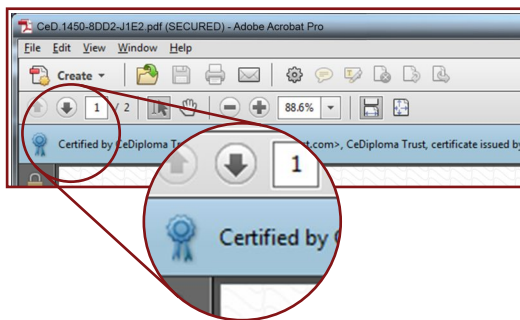 CeD.1450-8DD2-J1E2.pdf (SECURED) - Adobe Acrobat Pro
File Edit View Window Help
Create
1 / 2 88.6%
Certified by CeDiploma t.com>, CeDiploma Trust, certificate issued by
1
Certified by